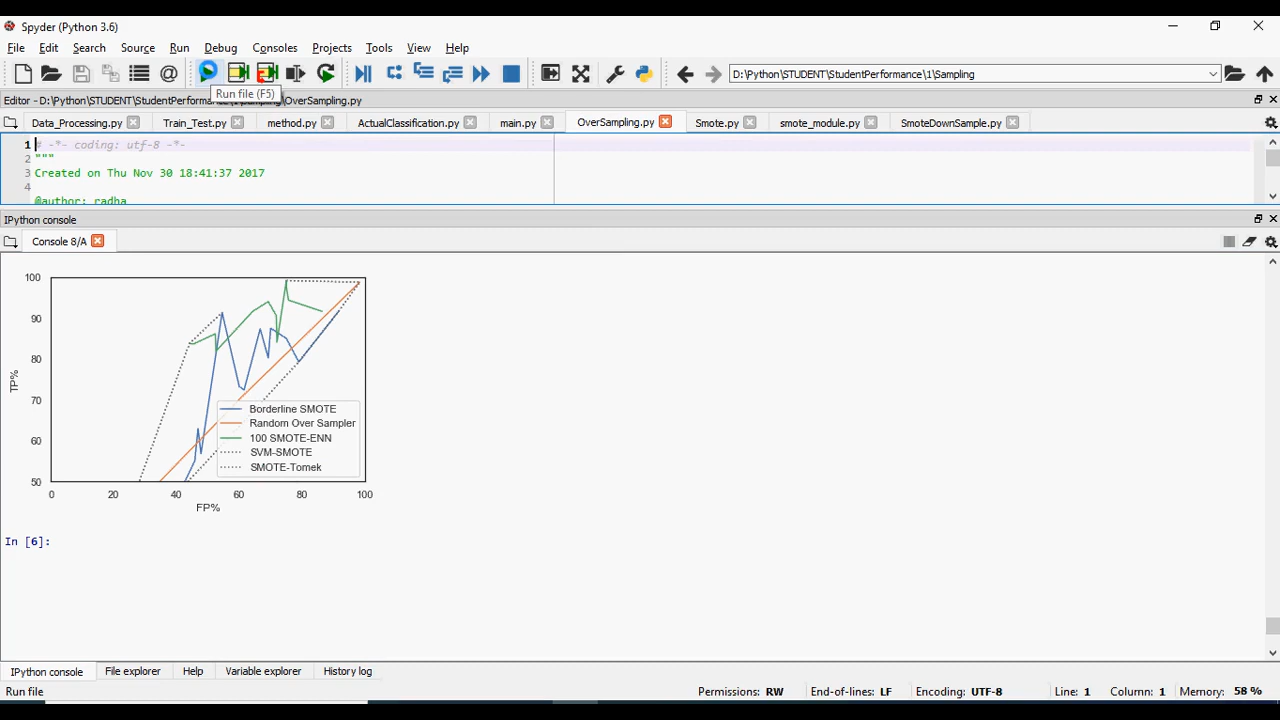 Spyder (Python 3.6)
File Edit Search Source Run Debug Consoles Projects Tools View Help
D:\Python\STUDENT\StudentPerformance\1\Sampling
Run file (F5)
Editor - D:\Python\STUDENT\StudentPerformance\1\Sampling\OverSampling.py
Data_Processing.py Train_Test.py method.py ActualClassification.py main.py OverSampling.py Smote.py smote_module.py SmoteDownSample.py
1 # -*- coding: utf-8 -*-
2 """
3 Created on Thu Nov 30 18:41:37 2017
4
@author: radha
IPython console
Console 8/A
100
90
80
70
60
50
TP%
Borderline SMOTE
Random Over Sampler
100 SMOTE-ENN
SVM-SMOTE
SMOTE-Tomek
0 20 40 60 80 100
FP%
In [6]:
IPython console File explorer Help Variable explorer History log
Run file Permissions: RW End-of-lines: LF Encoding: UTF-8 Line: 1 Column: 1 Memory: 58 %